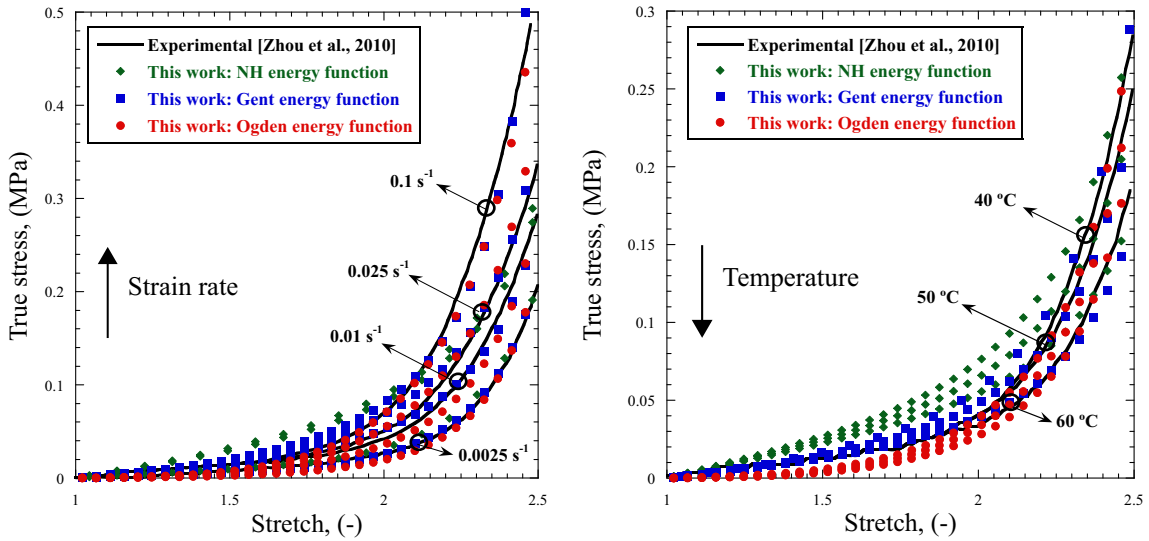 0.5
0.4
0.3
0.2
0.1
0
True stress, (MPa)
Experimental [Zhou et al., 2010]
This work: NH energy function
This work: Gent energy function
This work: Ogden energy function
0.1 s⁻¹
0.025 s⁻¹
Strain rate
0.01 s⁻¹
0.0025 s⁻¹
1
1.5
2
2.5
Stretch, (-)
0.3
0.25
0.2
0.15
0.1
0.05
0
True stress, (MPa)
Experimental [Zhou et al., 2010]
This work: NH energy function
This work: Gent energy function
This work: Ogden energy function
40 ºC
Temperature
50 ºC
60 ºC
1
1.5
2
2.5
Stretch, (-)